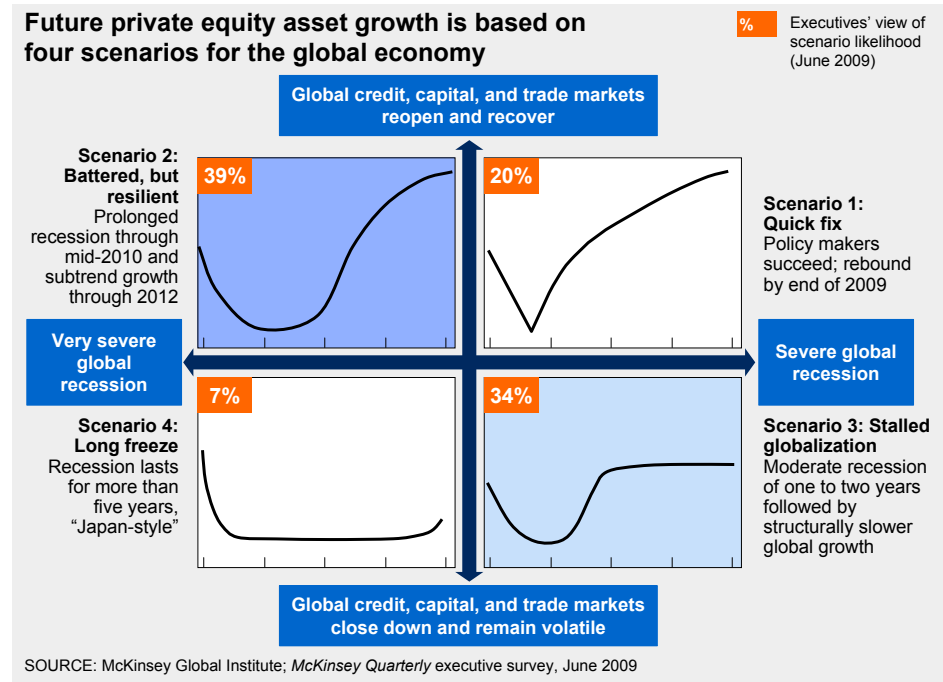 Future private equity asset growth is based on
four scenarios for the global economy
%
Executives’ view of
scenario likelihood
(June 2009)
Global credit, capital, and trade markets
reopen and recover
Scenario 2:
Battered, but
resilient
Prolonged
recession through
mid-2010 and
subtrend growth
through 2012
39%
20%
Scenario 1:
Quick fix
Policy makers
succeed; rebound
by end of 2009
Very severe
global
recession
Severe global
recession
Scenario 4:
Long freeze
Recession lasts
for more than
five years,
“Japan-style”
7%
34%
Scenario 3: Stalled
globalization
Moderate recession
of one to two years
followed by
structurally slower
global growth
Global credit, capital, and trade markets
close down and remain volatile
SOURCE: McKinsey Global Institute; McKinsey Quarterly executive survey, June 2009